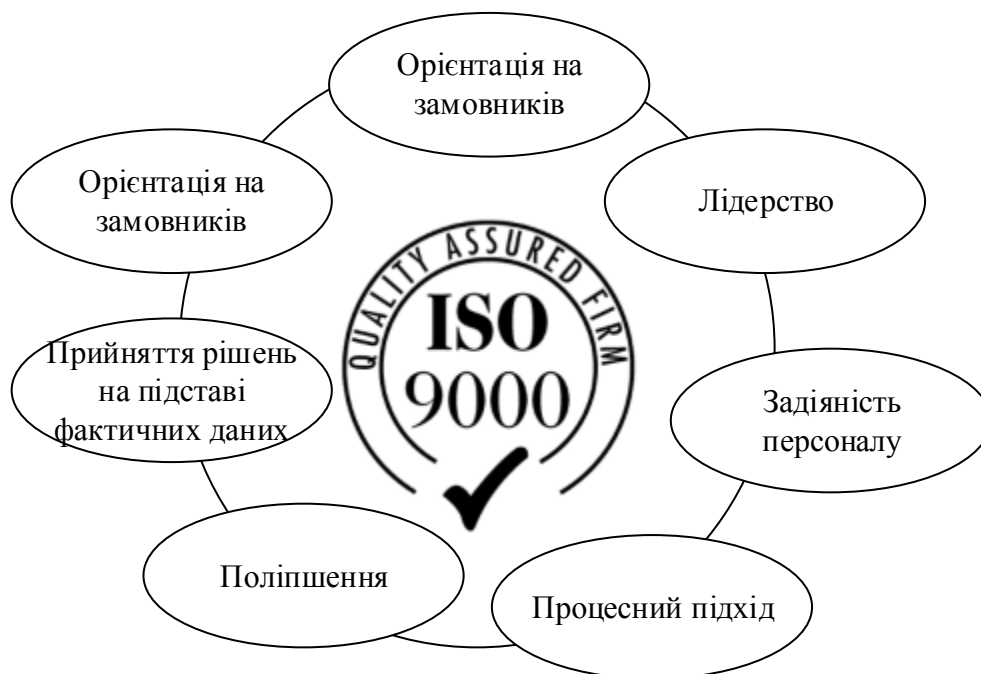 Орієнтація на
замовників
Орієнтація на
замовників
Лідерство
QUALITY ASSURED FIRM
ISO
9000
Прийняття рішень
на підставі
фактичних даних
Задіяність
персоналу
Поліпшення
Процесний підхід